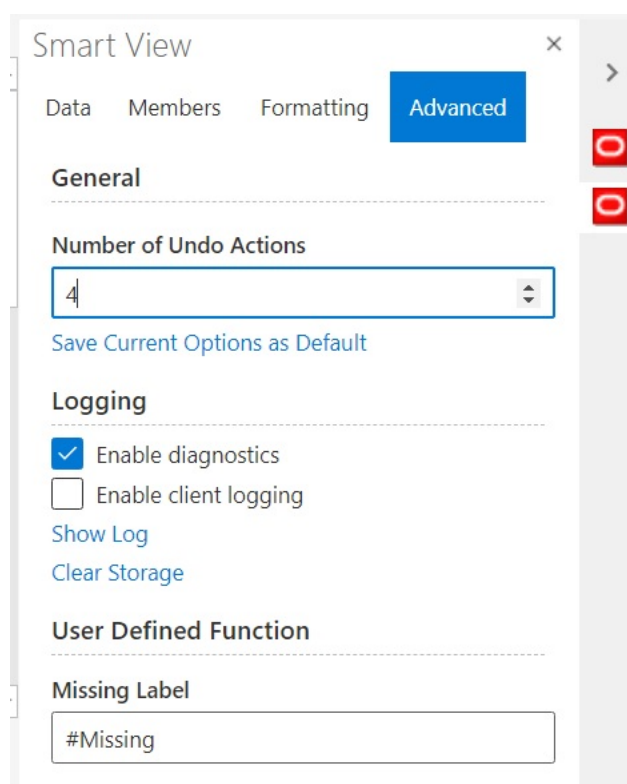 Smart View
Data Members Formatting Advanced
General
Number of Undo Actions
4
Save Current Options as Default
Logging
Enable diagnostics
Enable client logging
Show Log
Clear Storage
User Defined Function
Missing Label
#Missing